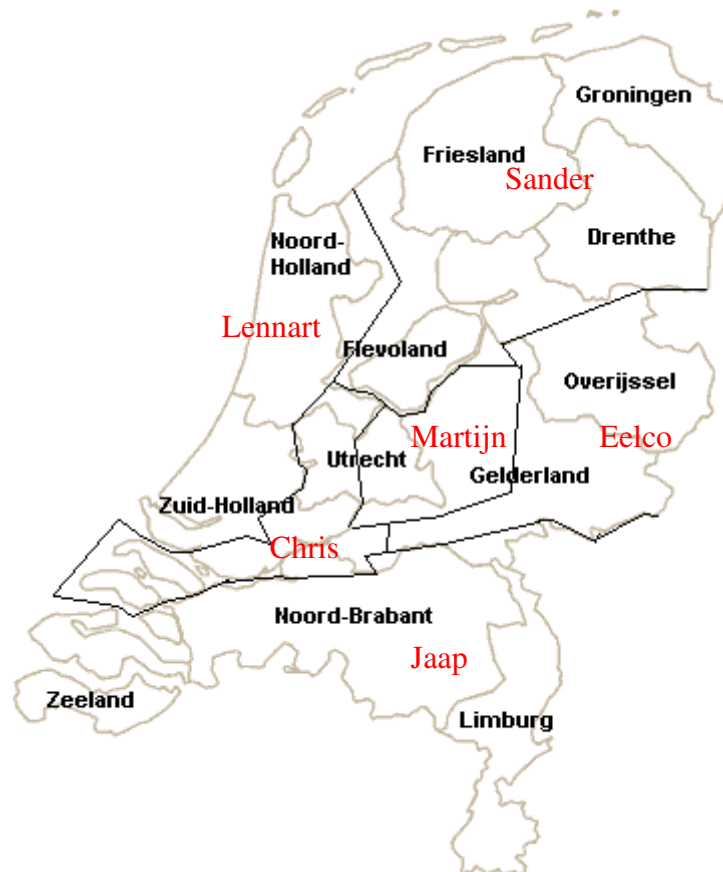 Groningen
Friesland
Sander
Drenthe
Noord-
Holland
Lennart
Flevoland
Overijssel
Martijn
Eelco
Utrecht
Gelderland
Zuid-Holland
Chris
Noord-Brabant
Jaap
Zeeland
Limburg